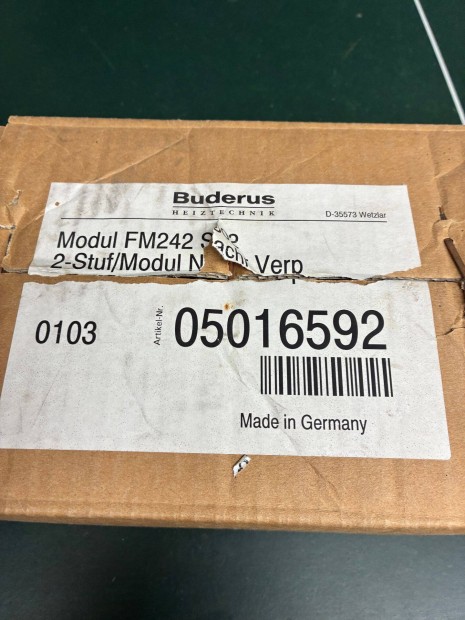 Buderus
HEIZTECHNIK
D-35573 Wetzlar
Modul FM242
2-Stuf/Modul Verp
0103
Artikel-Nr.
05016592
Made in Germany